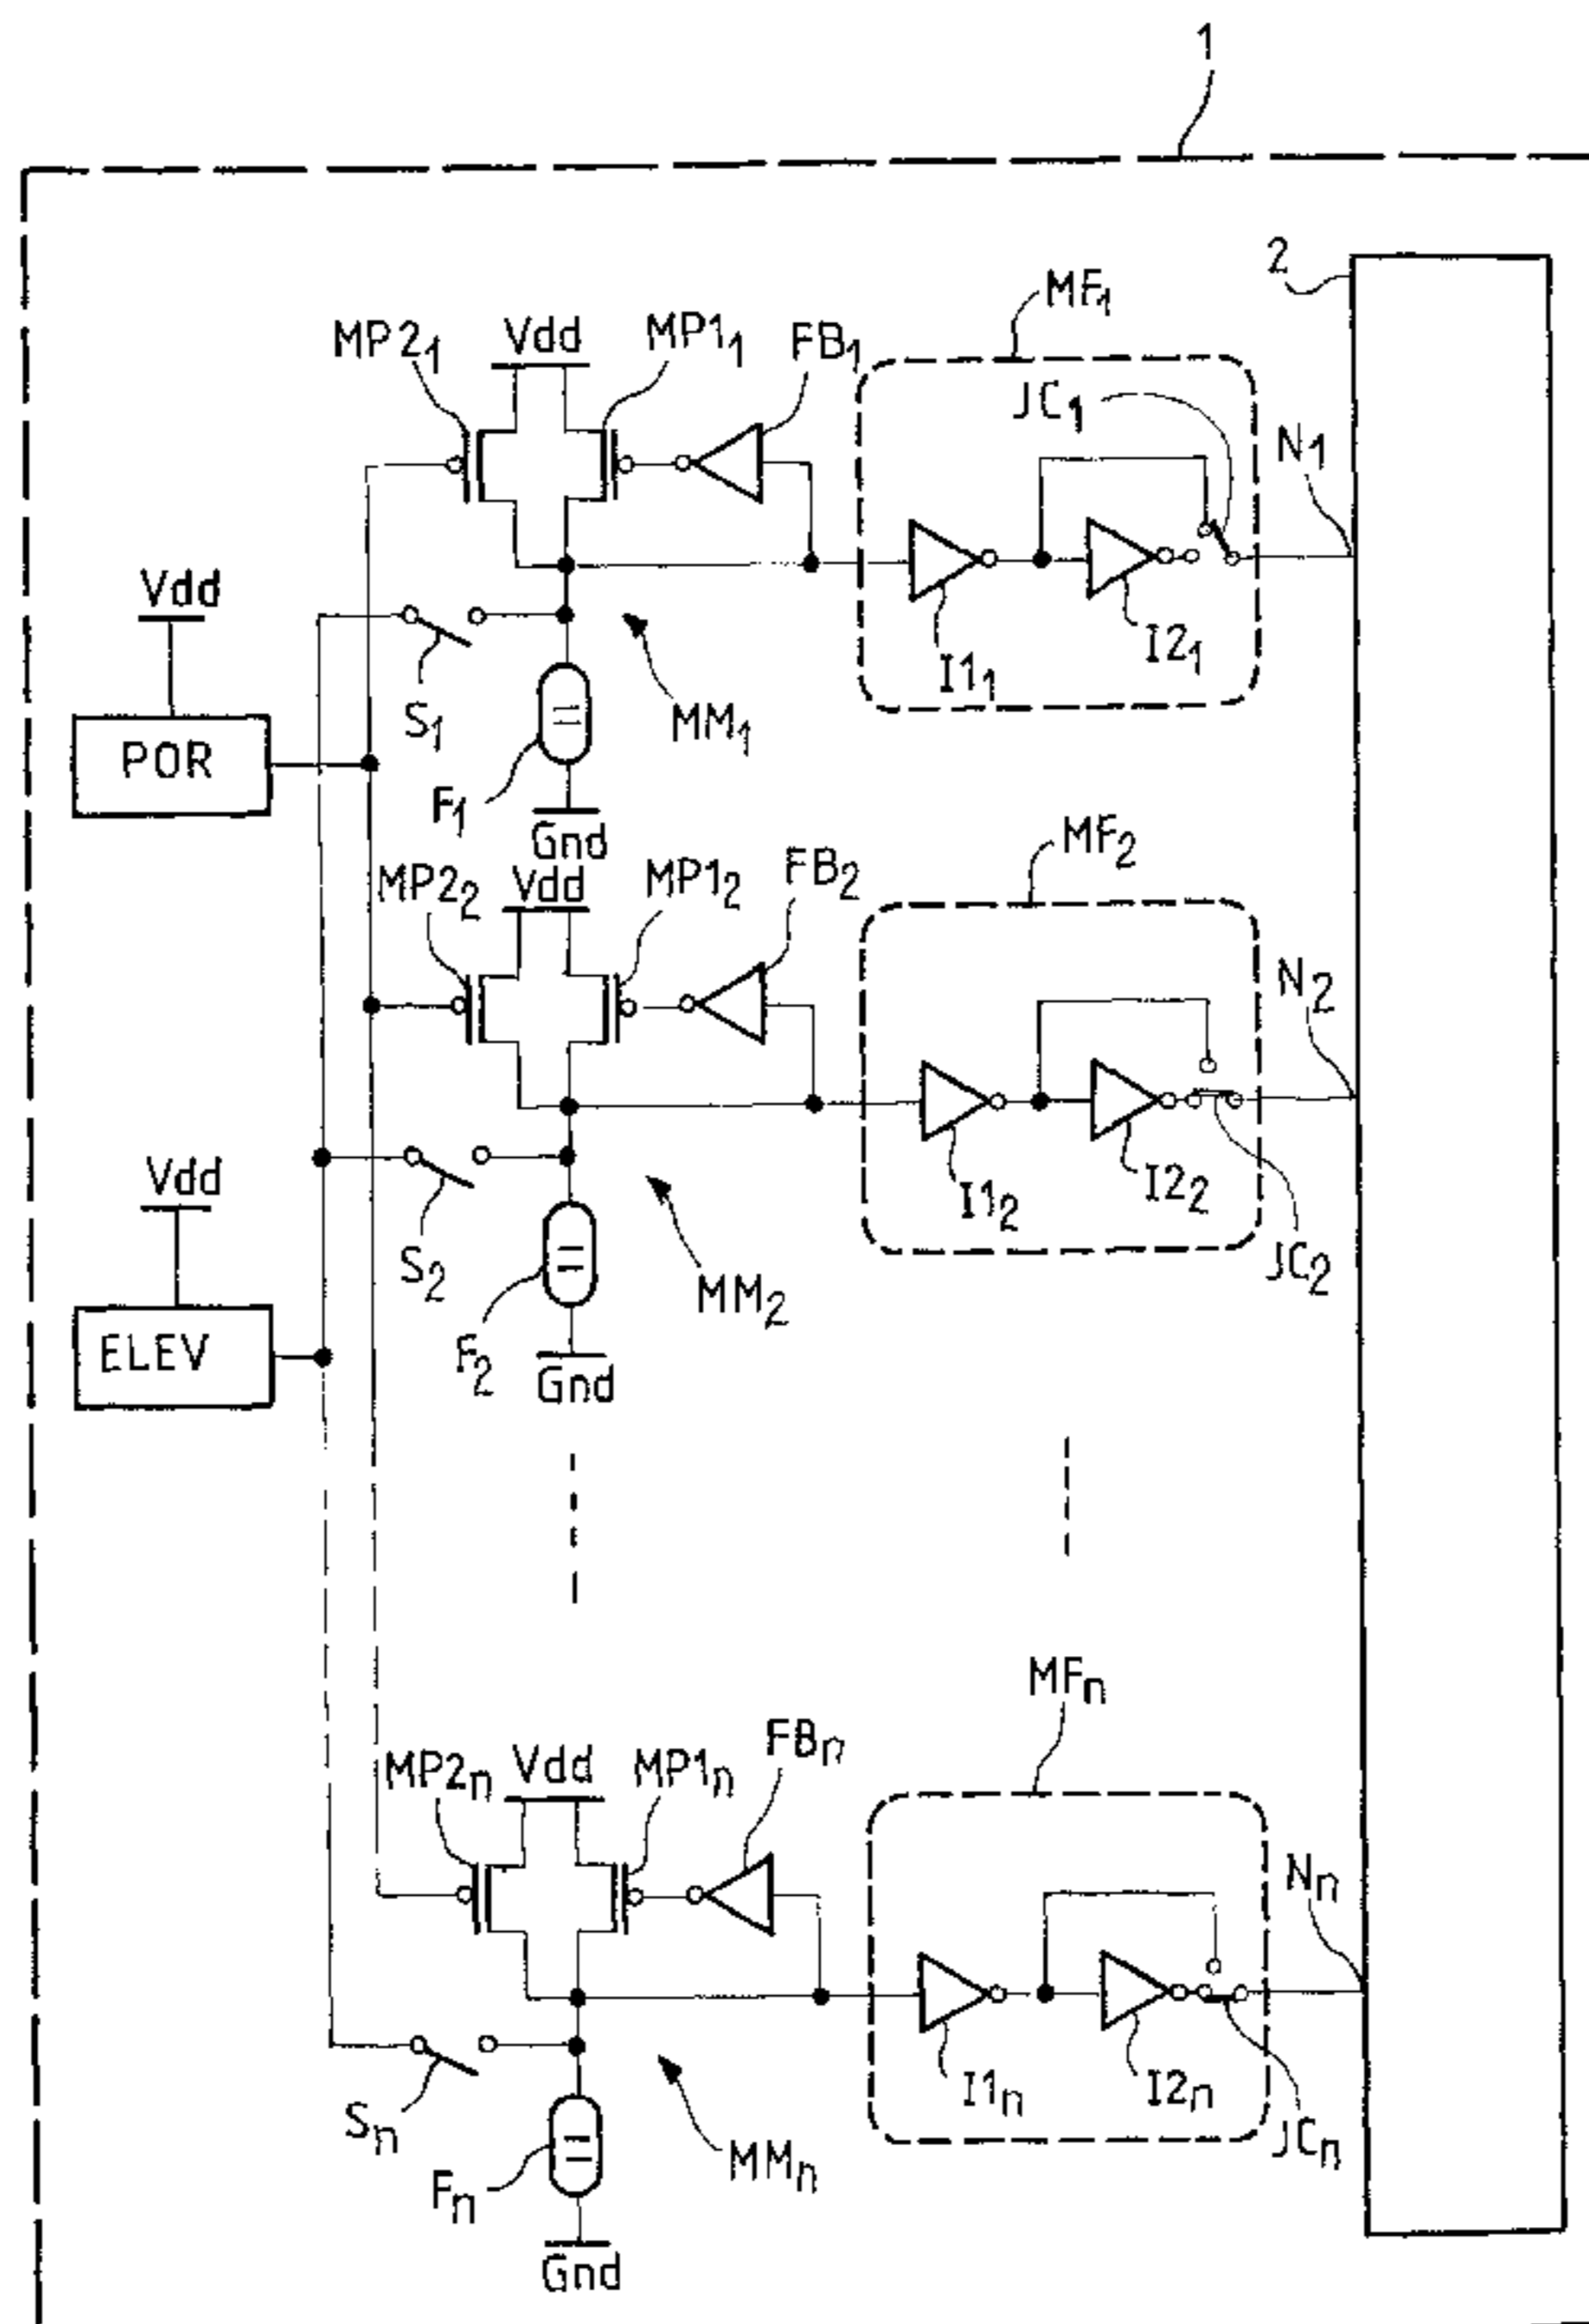 1
2
MF₁
MP2₁ Vdd MP1₁ FB₁
JC₁
N₁
Vdd
I1₁ I2₁
S₁
MM₁
POR
F₁
Gnd
MF₂
MP2₂ Vdd MP1₂ FB₂
N₂
Vdd
I1₂ I2₂
S₂
JC₂
MM₂
ELEV
F₂
Gnd
MFₙ
MP2ₙ Vdd MP1ₙ FBₙ
Nₙ
I1ₙ I2ₙ
Sₙ
JCₙ
MMₙ
Fₙ
Gnd